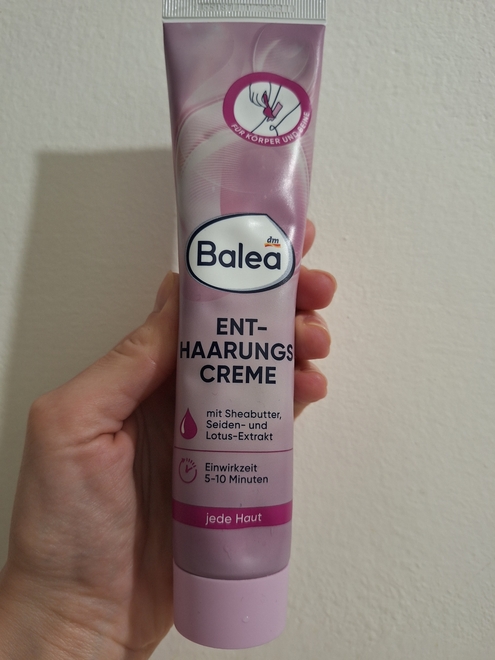 FÜR KÖRPER UND BEINE
dm
Balea
ENT-
HAARUNGS
CREME
mit Sheabutter,
Seiden- und
Lotus-Extrakt
Einwirkzeit
5-10 Minuten
jede Haut